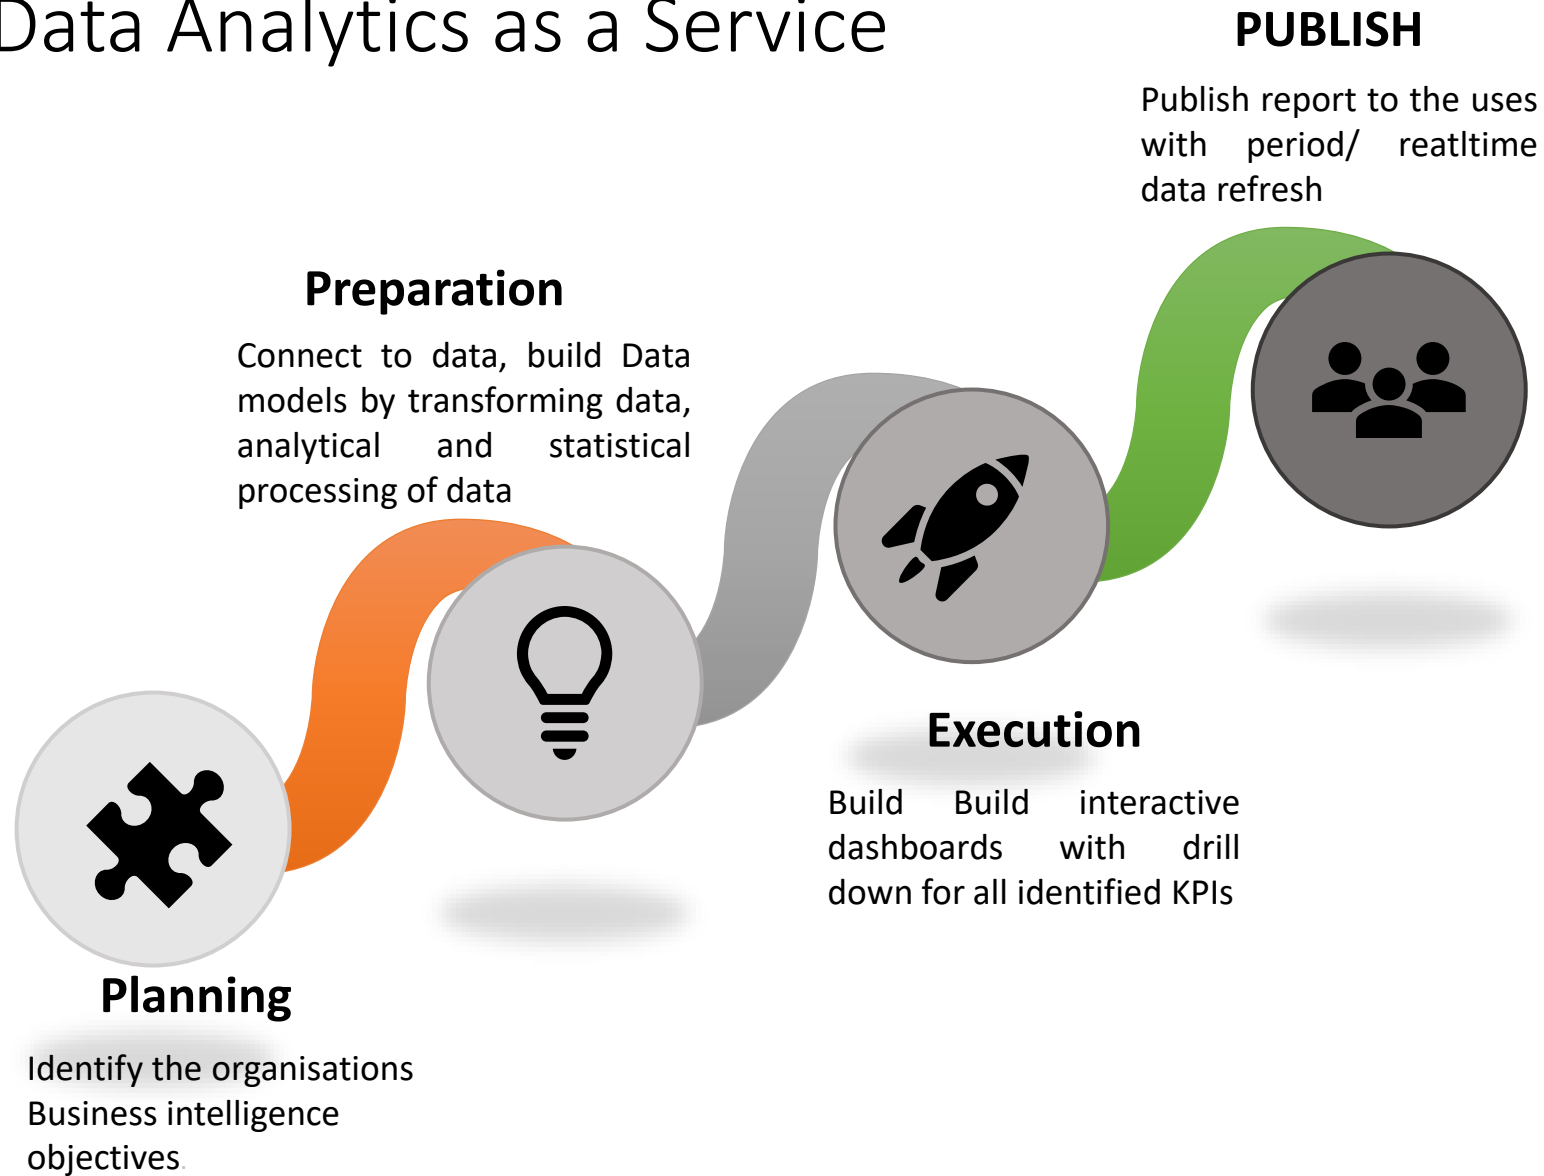 Data Analytics as a Service
PUBLISH
Publish report to the uses
with period/ reatltime
data refresh
Preparation
Connect to data, build Data
models by transforming data,
analytical and statistical
processing of data
Execution
Build Build interactive
dashboards with drill
down for all identified KPIs
Planning
Identify the organisations
Business intelligence
objectives.